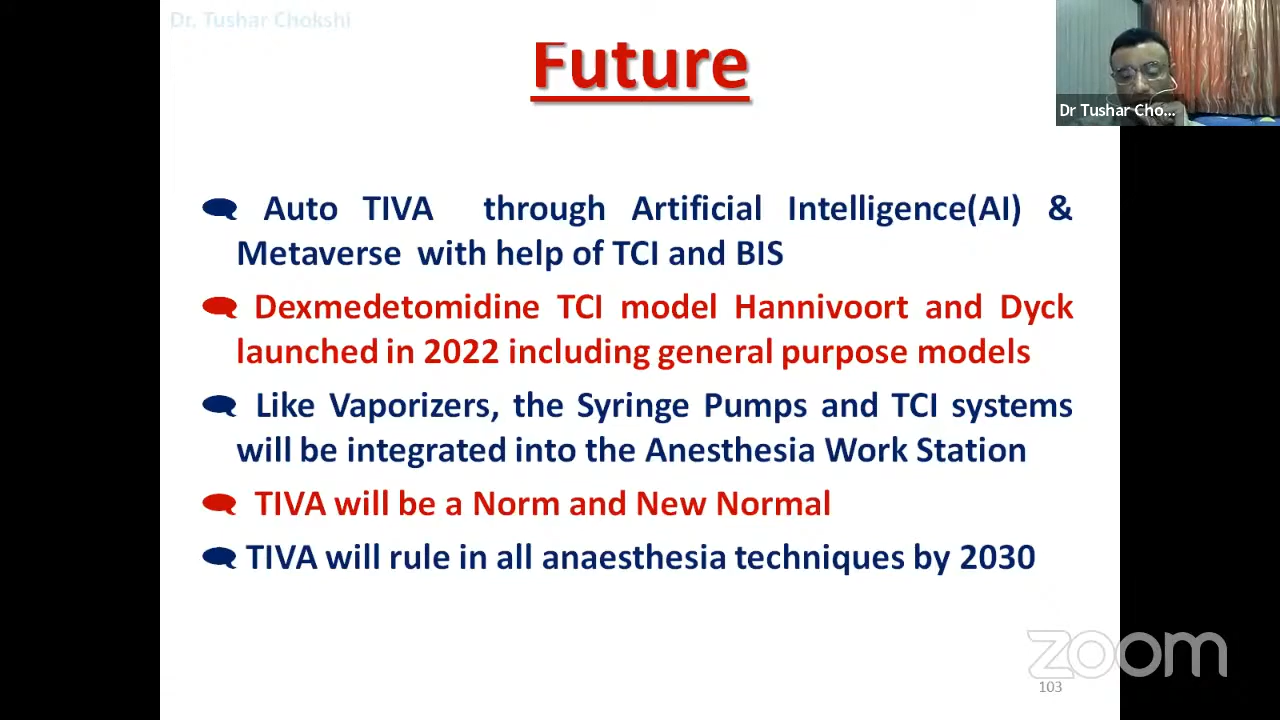 Dr. Tushar Chokshi
Future
Dr Tushar Cho...
Auto TIVA through Artificial Intelligence(AI) &
Metaverse with help of TCI and BIS
Dexmedetomidine TCI model Hannivoort and Dyck
launched in 2022 including general purpose models
Like Vaporizers, the Syringe Pumps and TCI systems
will be integrated into the Anesthesia Work Station
TIVA will be a Norm and New Normal
TIVA will rule in all anaesthesia techniques by 2030
zoom
103